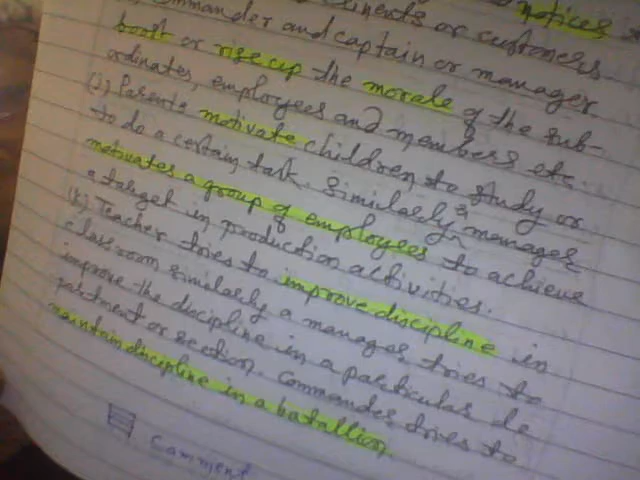 notices
commander and captain or manager
boost or rise up the morale of the sub-
ordinates, employees and members etc.
(j) Parents motivate children to study or
to do a certain task. Similarly a manager
motivates a group of employees to achieve
a target in production activities.
(k) Teacher tries to improve discipline in
classroom similarly a manager tries to
improve the discipline in a particular de
partment or section. Commander tries to
maintain discipline in a batallion.
Comment